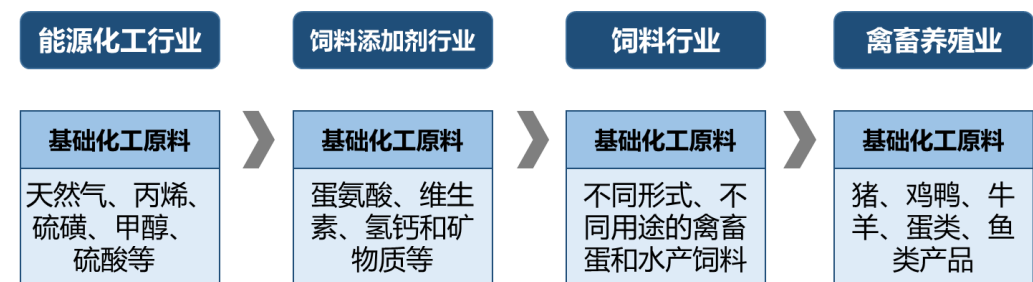 能源化工行业
饲料添加剂行业
饲料行业
禽畜养殖业
基础化工原料
基础化工原料
基础化工原料
基础化工原料
天然气、丙烯、
硫磺、甲醇、
硫酸等
蛋氨酸、维生
素、氢钙和矿
物质等
不同形式、不
同用途的禽畜
蛋和水产饲料
猪、鸡鸭、牛
羊、蛋类、鱼
类产品